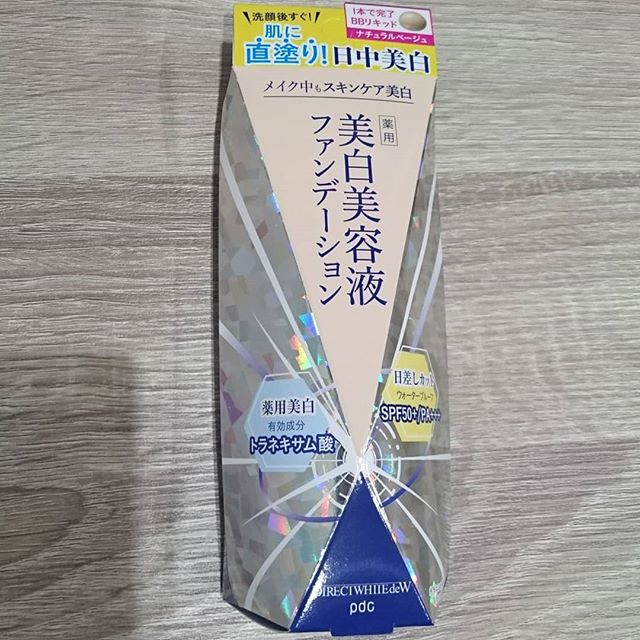 洗顔後すぐ!
肌に
直塗り!日中美白
1本で完了
BBリキッド
ナチュラルベージュ
メイク中もスキンケア美白
薬用
美白美容液
ファンデーション
薬用美白
有効成分
トラネキサム酸
日差しカット
ウォータープルーフ
SPF50+/PA+++
DIRECTWHITEdeW
pdc